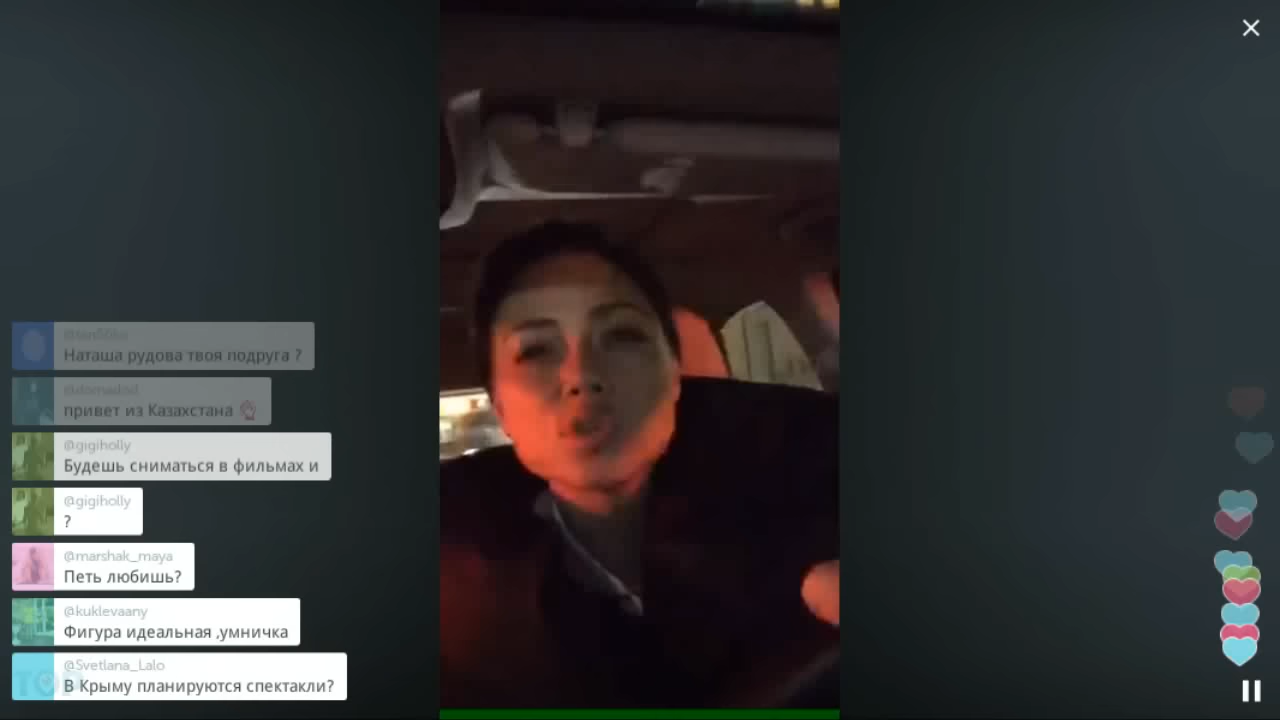 Наташа рудова твоя подруга ?
привет из Казахстана
@gigiholly
Будешь сниматься в фильмах и
@gigiholly
?
@marshak_maya
Петь любишь?
@kuklevaany
Фигура идеальная ,умничка
@Svetlana_Lalo
В Крыму планируются спектакли?